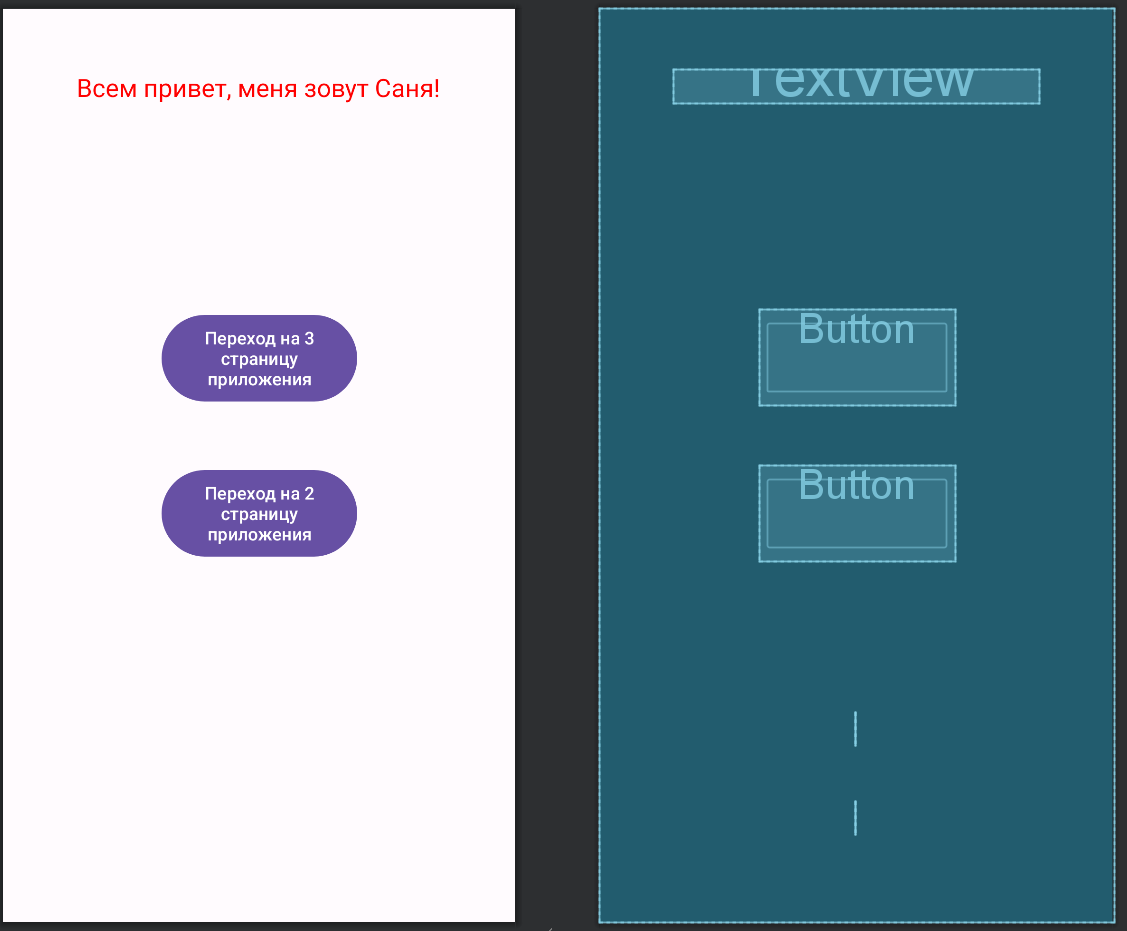 Всем привет, меня зовут Саня!
TextView
Переход на 3
страницу
приложения
Button
Переход на 2
страницу
приложения
Button